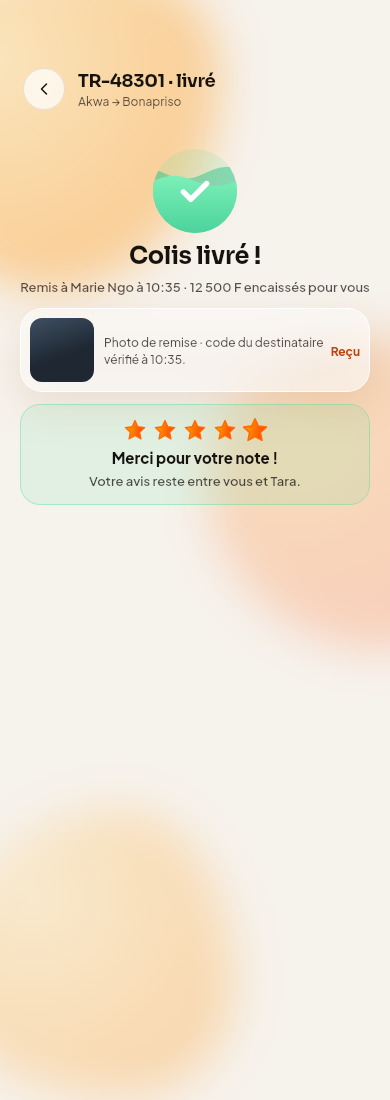 TR-48301 · livré
Akwa → Bonapriso
Colis livré !
Remis à Marie Ngo à 10:35 · 12 500 F encaissés pour vous
Photo de remise · code du destinataire
vérifié à 10:35.
Reçu
Merci pour votre note !
Votre avis reste entre vous et Tara.